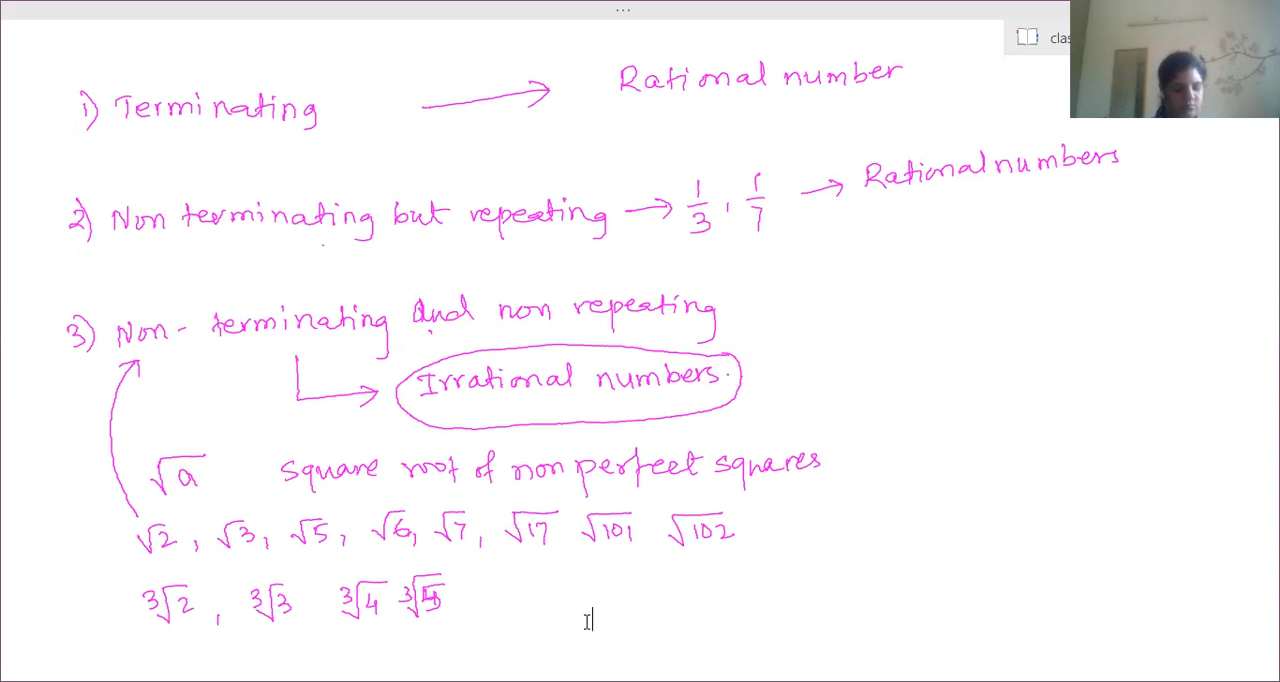 ...
clas
1) Terminating → Rational number
2) Non terminating but repeating → 1/3, 1/7 → Rational numbers
3) Non- terminating and non repeating
Irrational numbers.
√a square root of non perfect squares
√2, √3, √5, √6, √7, √17 √101 √102
³√2, ³√3 ³√4